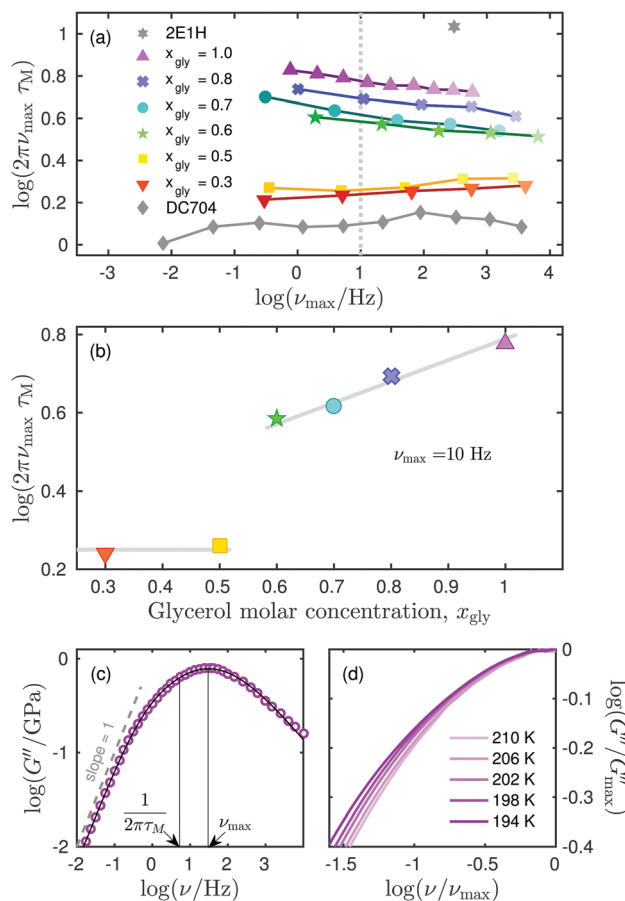 (a)
2E1H
x_gly = 1.0
x_gly = 0.8
x_gly = 0.7
x_gly = 0.6
x_gly = 0.5
x_gly = 0.3
DC704
log(2πν_max τ_M)
1
0.8
0.6
0.4
0.2
0
-3 -2 -1 0 1 2 3 4
log(ν_max/Hz)
(b)
log(2πν_max τ_M)
0.8
0.6
0.4
0.2
ν_max =10 Hz
0.3 0.4 0.5 0.6 0.7 0.8 0.9 1
Glycerol molar concentration, x_gly
(c)
log(G''/GPa)
-0
-1
-2
slope = 1
1/2πτ_M
ν_max
-2 -1 0 1 2 3 4
log(ν/Hz)
(d)
210 K
206 K
202 K
198 K
194 K
0
-0.1
-0.2
-0.3
-0.4
log(G''/G''_max)
-1.5 -1 -0.5 0
log(ν/ν_max)